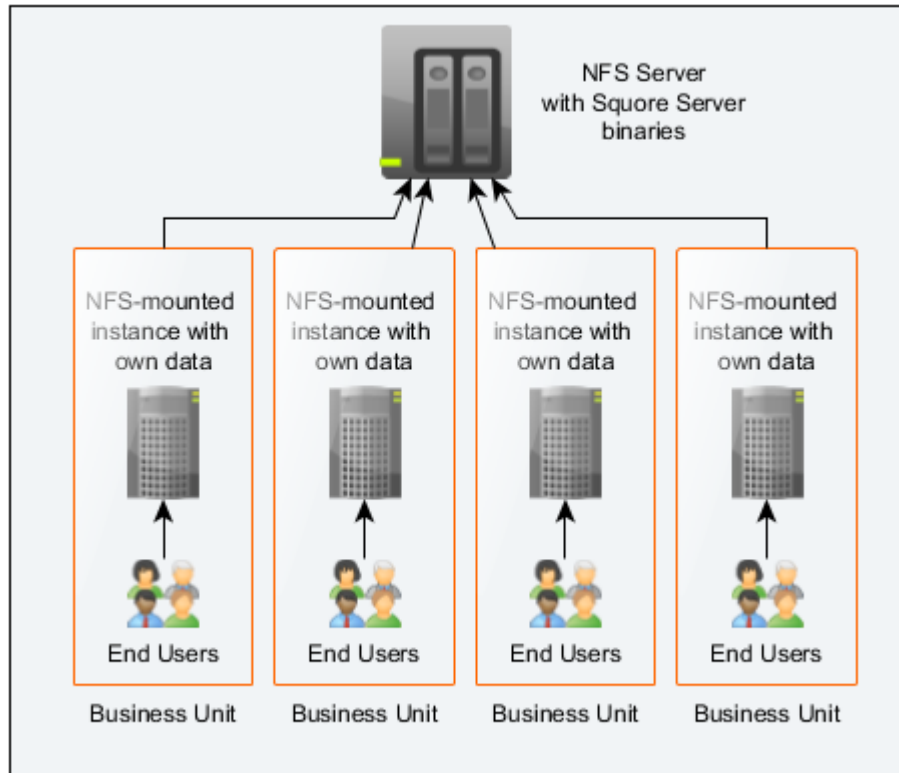 NFS Server
with Squore Server
binaries
NFS-mounted
instance with
own data
NFS-mounted
instance with
own data
NFS-mounted
instance with
own data
NFS-mounted
instance with
own data
End Users
End Users
End Users
End Users
Business Unit
Business Unit
Business Unit
Business Unit